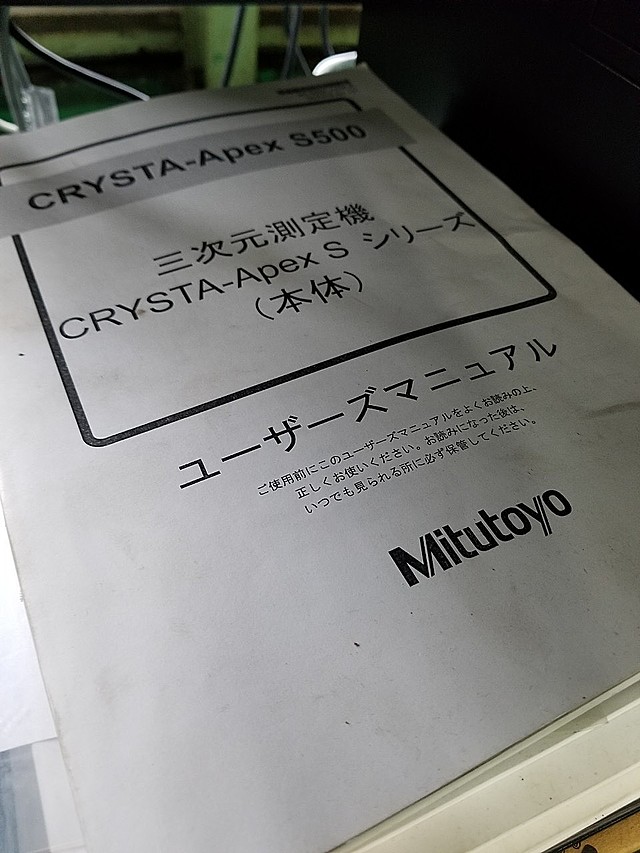 CRYSTA-Apex S500
三次元測定機
CRYSTA-Apex S シリーズ
(本体)
ユーザーズマニュアル
ご使用前にこのユーザーズマニュアルをよくお読みの上、
正しくお使いください。お読みになった後は、
いつでも見られる所に必ず保管してください。
Mitutoyo